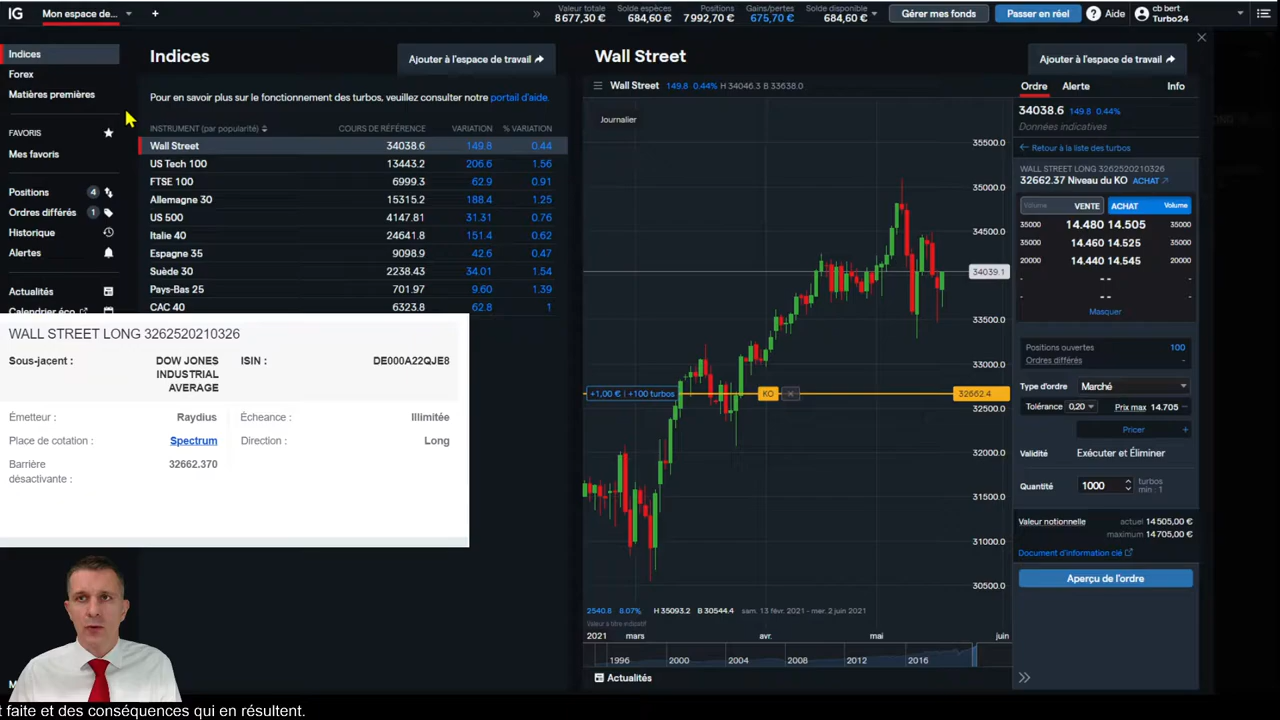 IG
Mon espace de...
+
Valeur totale
8 677,30 €
Solde espèces
684,60 €
Positions
7 992,70 €
Gains/pertes
675,70 €
Solde disponible
684,60 €
Gérer mes fonds
Passer en réel
Aide
cb bert
Turbo24
Indices
Forex
Matières premières
FAVORIS
Mes favoris
Positions 4
Ordres différés 1
Historique
Alertes
Actualités
Calendrier éco
Indices
Ajouter à l'espace de travail
Pour en savoir plus sur le fonctionnement des turbos, veuillez consulter notre portail d'aide.
INSTRUMENT (par popularité) COURS DE RÉFÉRENCE VARIATION % VARIATION
Wall Street 34038.6 149.8 0.44
US Tech 100 13443.2 206.6 1.56
FTSE 100 6999.3 62.9 0.91
Allemagne 30 15315.2 188.4 1.25
US 500 4147.81 31.31 0.76
Italie 40 24641.8 151.4 0.62
Espagne 35 9098.9 42.6 0.47
Suède 30 2238.43 34.01 1.54
Pays-Bas 25 701.97 9.60 1.39
CAC 40 6323.8 62.8 1
WALL STREET LONG 3262520210326
Sous-jacent : DOW JONES INDUSTRIAL AVERAGE
ISIN : DE000A22QJE8
Émetteur : Raydius
Écheance : Illimitée
Place de cotation : Spectrum
Direction : Long
Barrière désactivante : 32662.370
Wall Street
Ajouter à l'espace de travail
Wall Street 149.8 0.44% H 34046.3 B 33638.0
Journalier
35500.0
35000.0
34500.0
34039.1
33500.0
33000.0
32662.4
32500.0
32000.0
31500.0
31000.0
30500.0
+1,00 € | +100 turbos
KO
2540.8 8.07% H 35093.2 B 30544.4 sam. 13 févr. 2021 - mer. 2 juin 2021
Valeur à titre indicatif
2021 mars avr. mai juin
1996 2000 2004 2008 2012 2016
Actualités
Ordre Alerte Info
34038.6 149.8 0.44%
Données indicatives
Retour à la liste des turbos
WALL STREET LONG 3262520210326
32662.37 Niveau du KO ACHAT
Volume VENTE ACHAT Volume
35000 14.480 14.505 35000
35000 14.460 14.525 35000
20000 14.440 14.545 20000
- -- -
- -- -
Masquer
Positions ouvertes 100
Ordres différés -
Type d'ordre Marché
Tolérance 0,20 Prix max 14.705
Pricer +
Validité Exécuter et Éliminer
Quantité 1000 turbos
min : 1
Valeur notionnelle actuel 14 505,00 €
maximum 14 705,00 €
Document d'information clé
Aperçu de l'ordre
t faite et des conséquences qui en résultent.